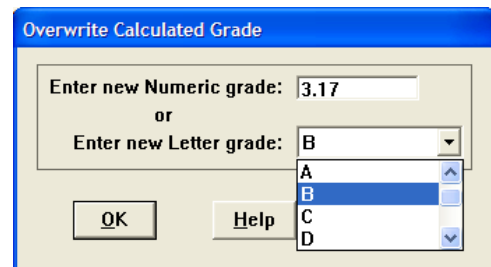 Overwrite Calculated Grade
Enter new Numeric grade: 3.17
or
Enter new Letter grade: B
A
B
C
D
OK Help